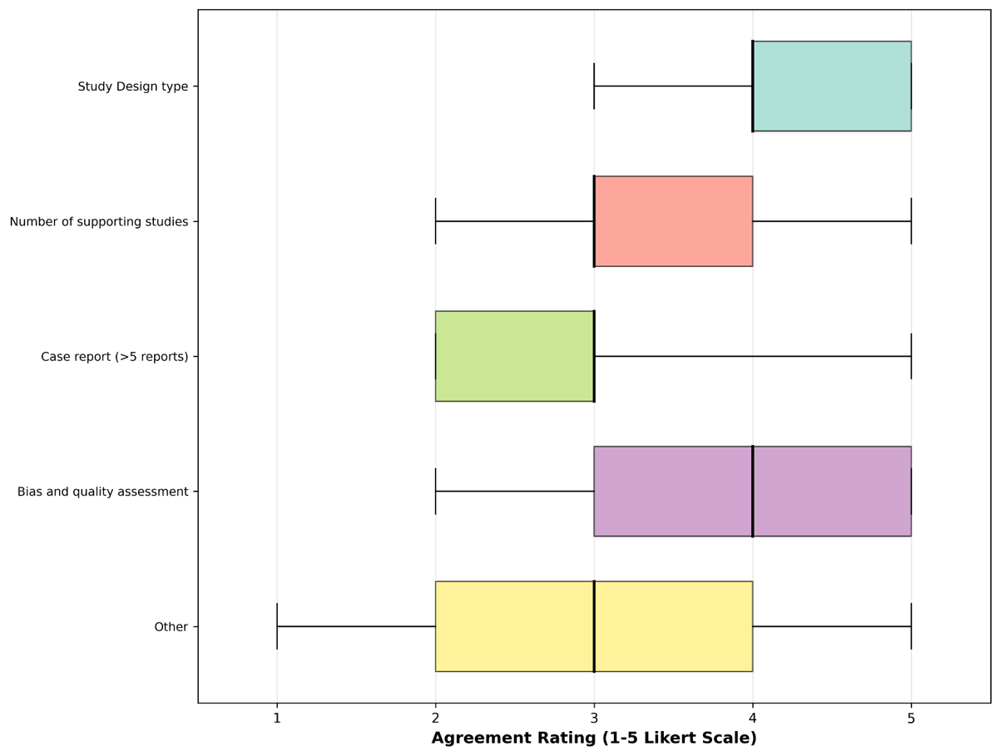 Study Design type
Number of supporting studies
Case report (>5 reports)
Bias and quality assessment
Other
1 2 3 4 5
Agreement Rating (1-5 Likert Scale)